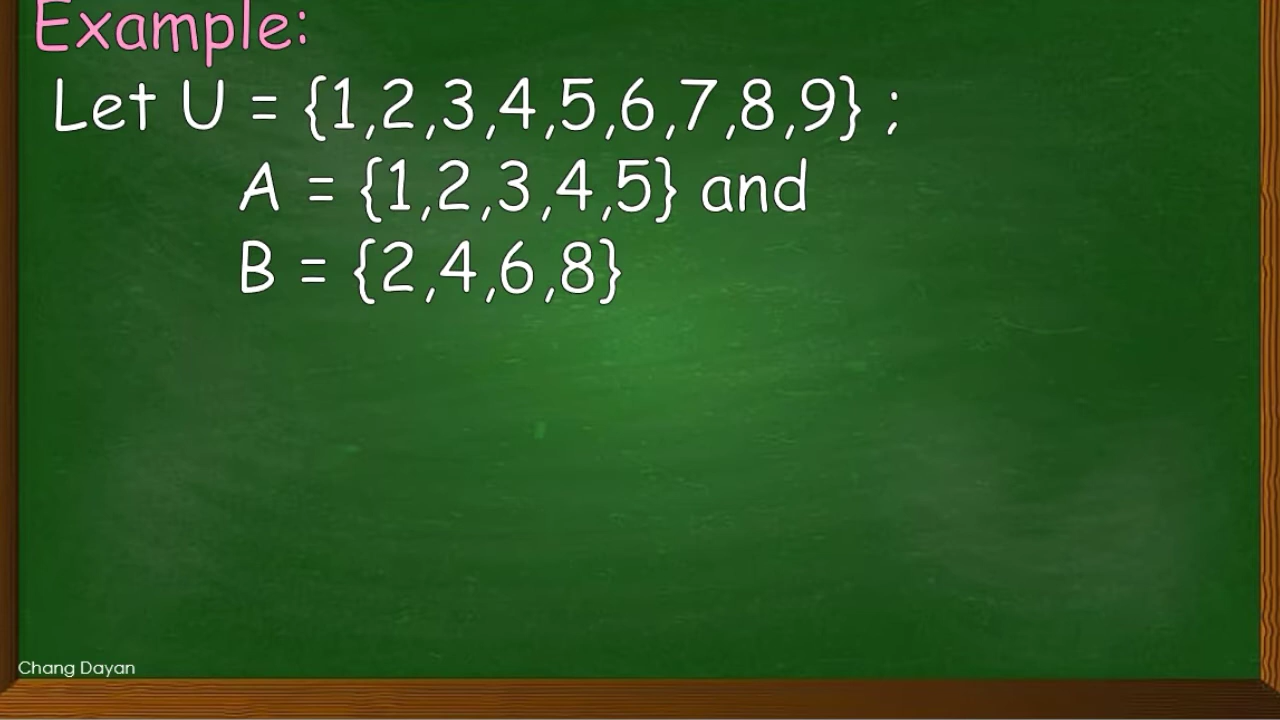 Example:
Let U = {1,2,3,4,5,6,7,8,9} ;
A = {1,2,3,4,5} and
B = {2,4,6,8}
Chang Dayan